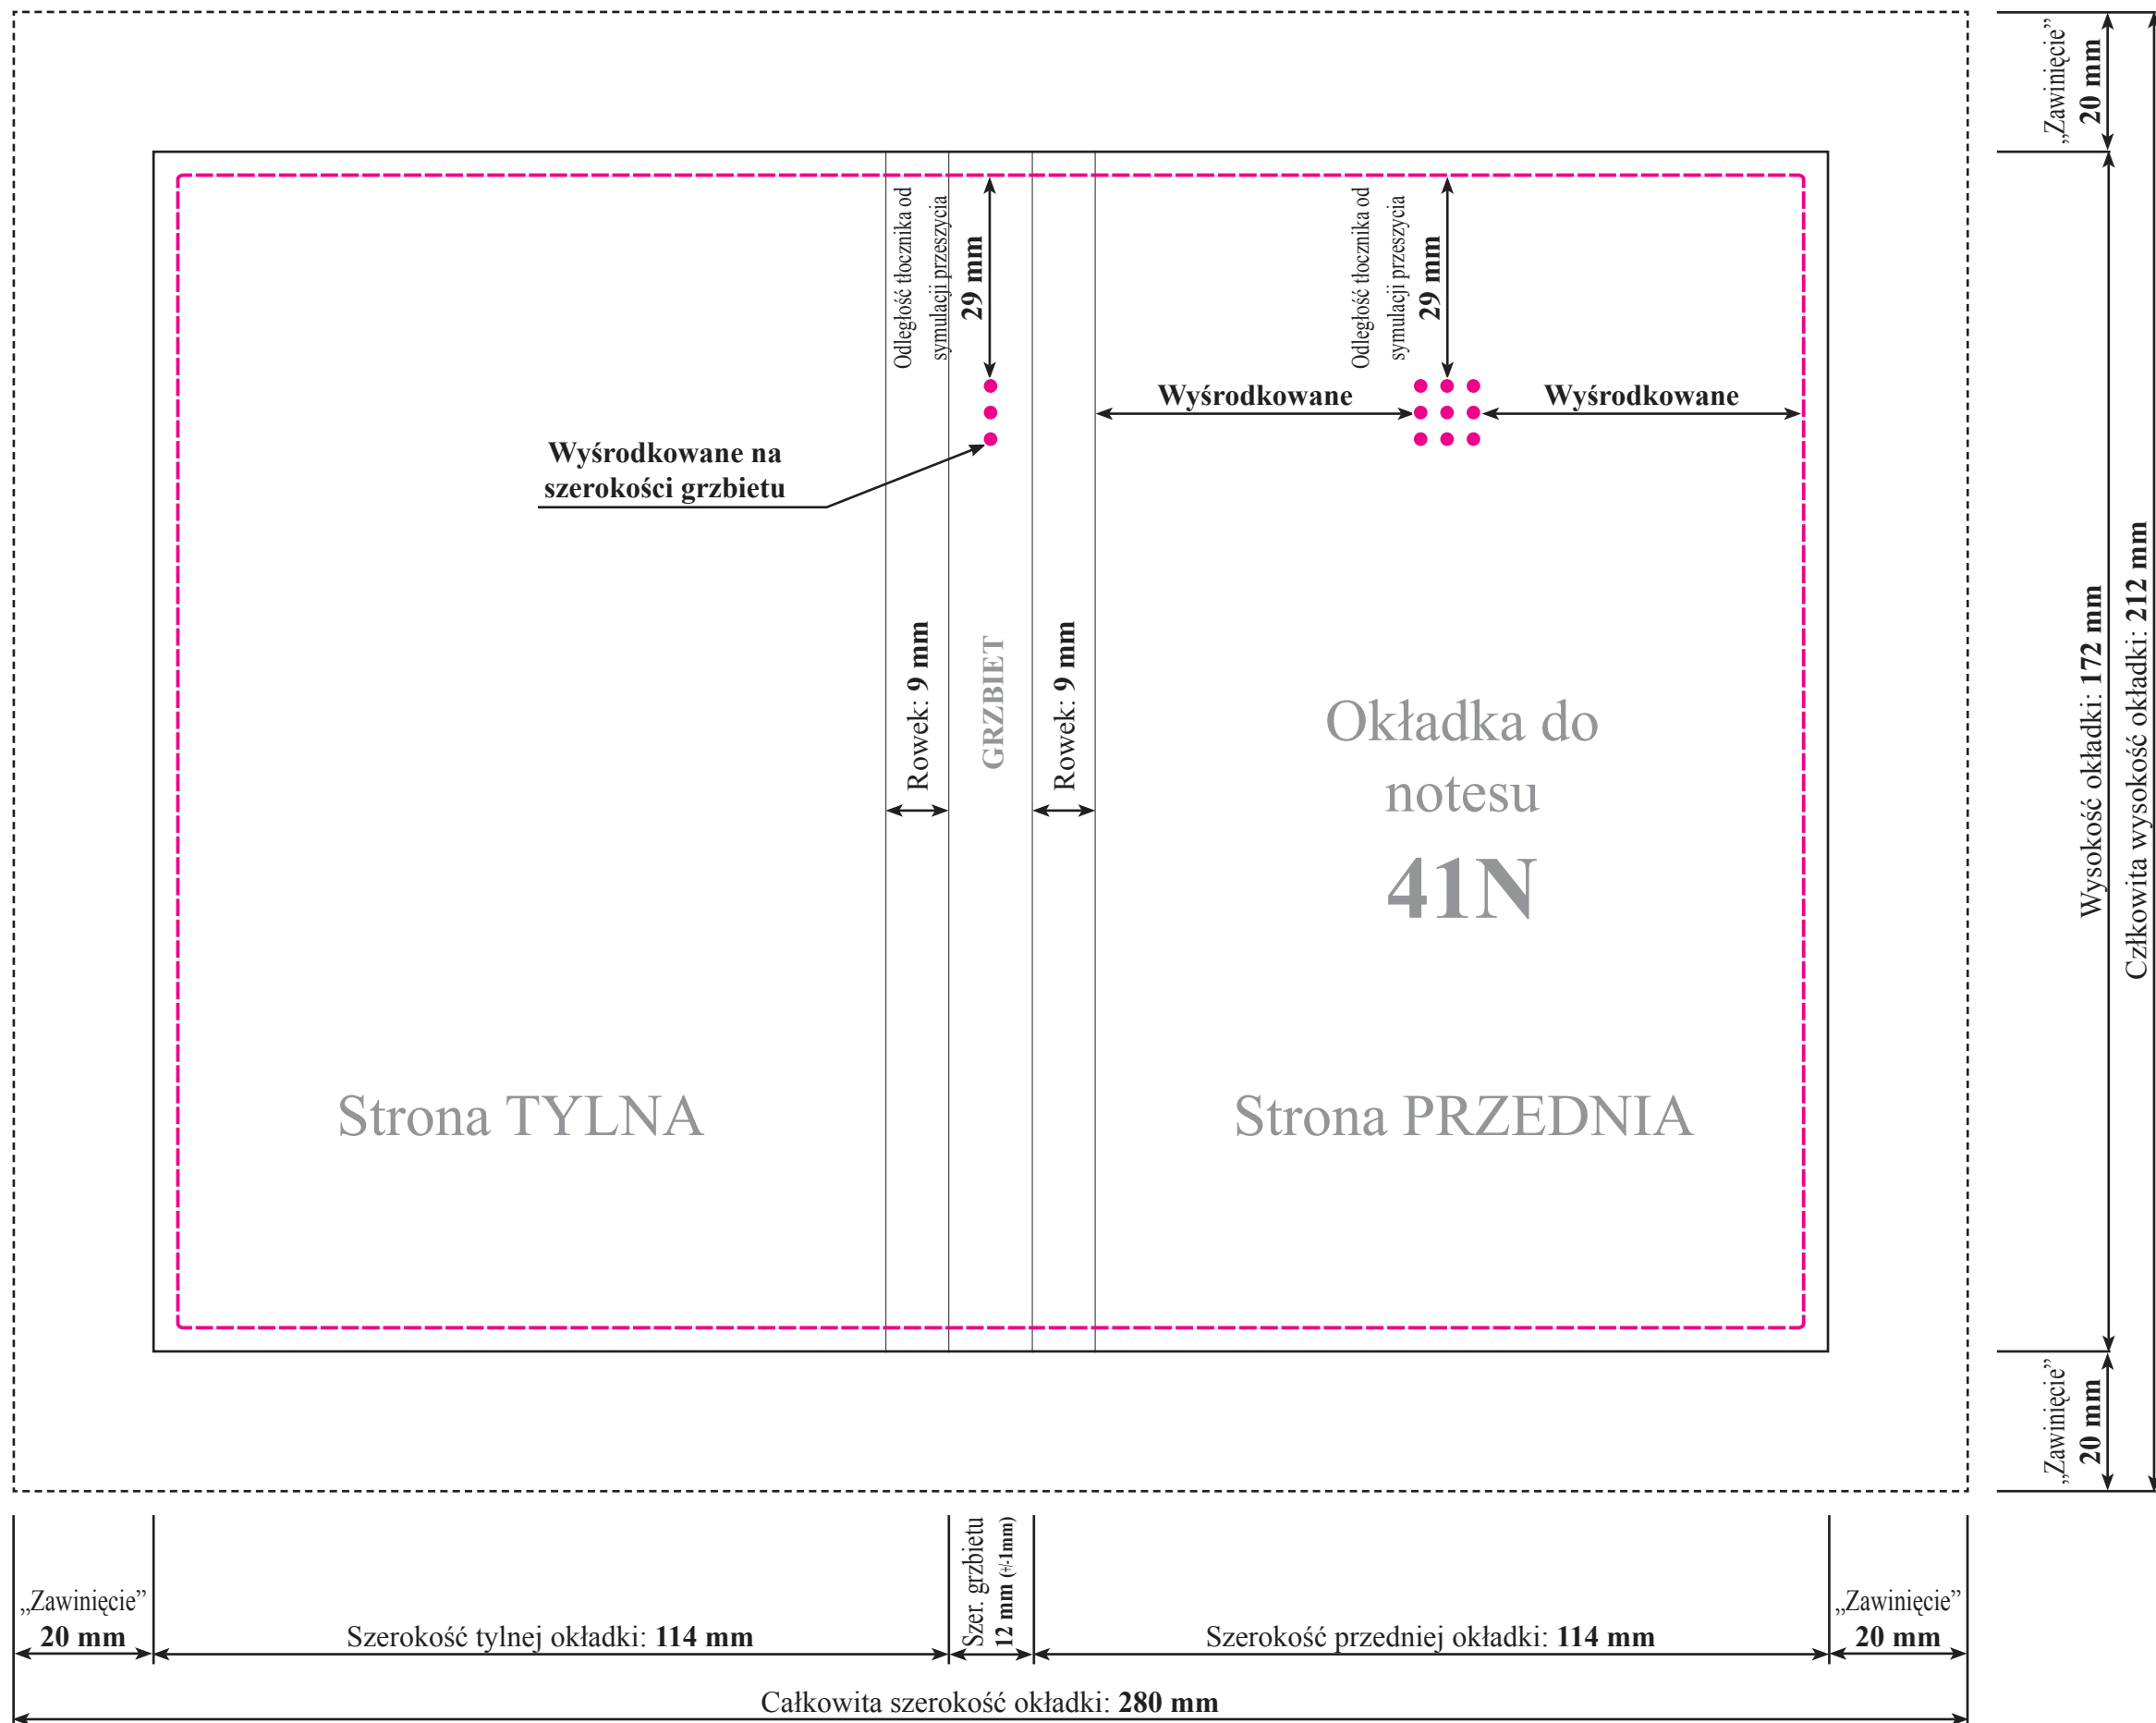 „Zawinięcie”
20 mm
Odległość tłocznika od
symulacji przeszycia
29 mm
Odległość tłocznika od
symulacji przeszycia
29 mm
Wyśrodkowane
Wyśrodkowane
Wyśrodkowane na
szerokości grzbietu
Rowek: 9 mm
GRZBIET
Rowek: 9 mm
Okładka do
notesu
41N
Wysokość okładki: 172 mm
Człkowita wysokość okładki: 212 mm
Strona TYLNA
Strona PRZEDNIA
„Zawinięcie”
20 mm
„Zawinięcie”
20 mm
Szerokość tylnej okładki: 114 mm
Szer. grzbietu
12 mm (+/-1mm)
Szerokość przedniej okładki: 114 mm
„Zawinięcie”
20 mm
Całkowita szerokość okładki: 280 mm